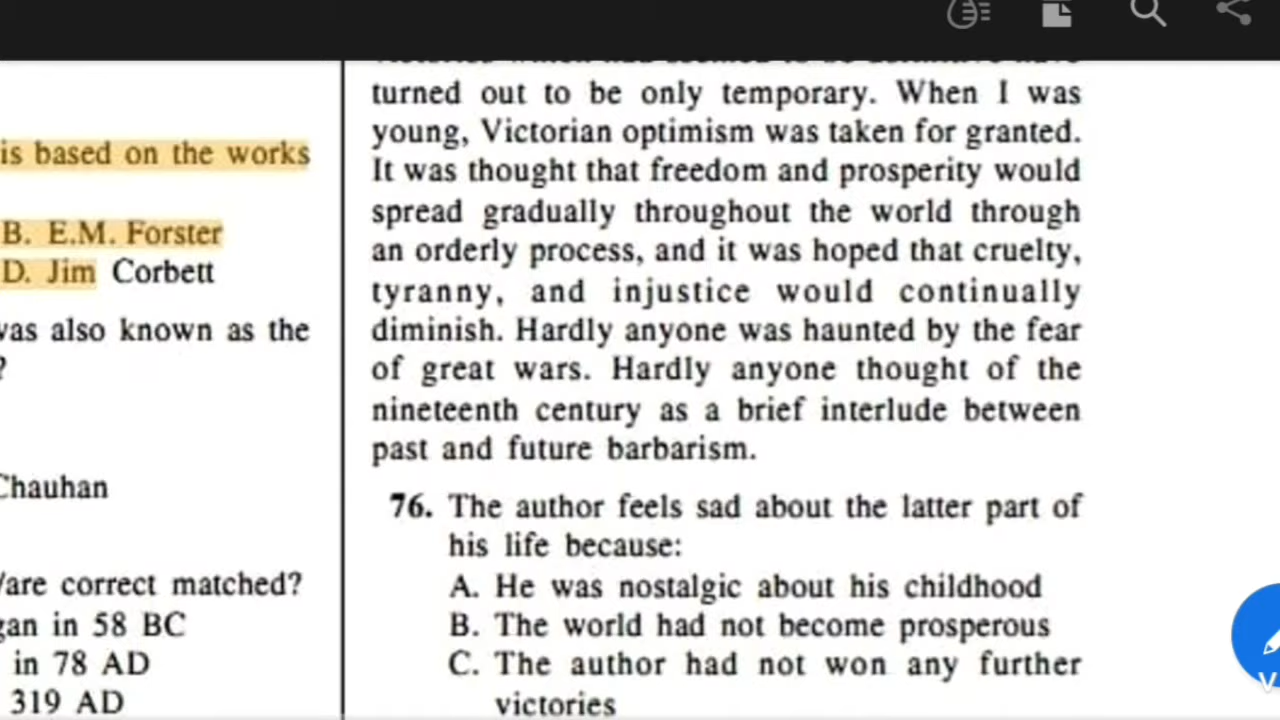 is based on the works
B. E.M. Forster
D. Jim Corbett
was also known as the
?
Chauhan
/are correct matched?
gan in 58 BC
in 78 AD
319 AD
turned out to be only temporary. When I was
young, Victorian optimism was taken for granted.
It was thought that freedom and prosperity would
spread gradually throughout the world through
an orderly process, and it was hoped that cruelty,
tyranny, and injustice would continually
diminish. Hardly anyone was haunted by the fear
of great wars. Hardly anyone thought of the
nineteenth century as a brief interlude between
past and future barbarism.
76. The author feels sad about the latter part of
his life because:
A. He was nostalgic about his childhood
B. The world had not become prosperous
C. The author had not won any further
victories
V